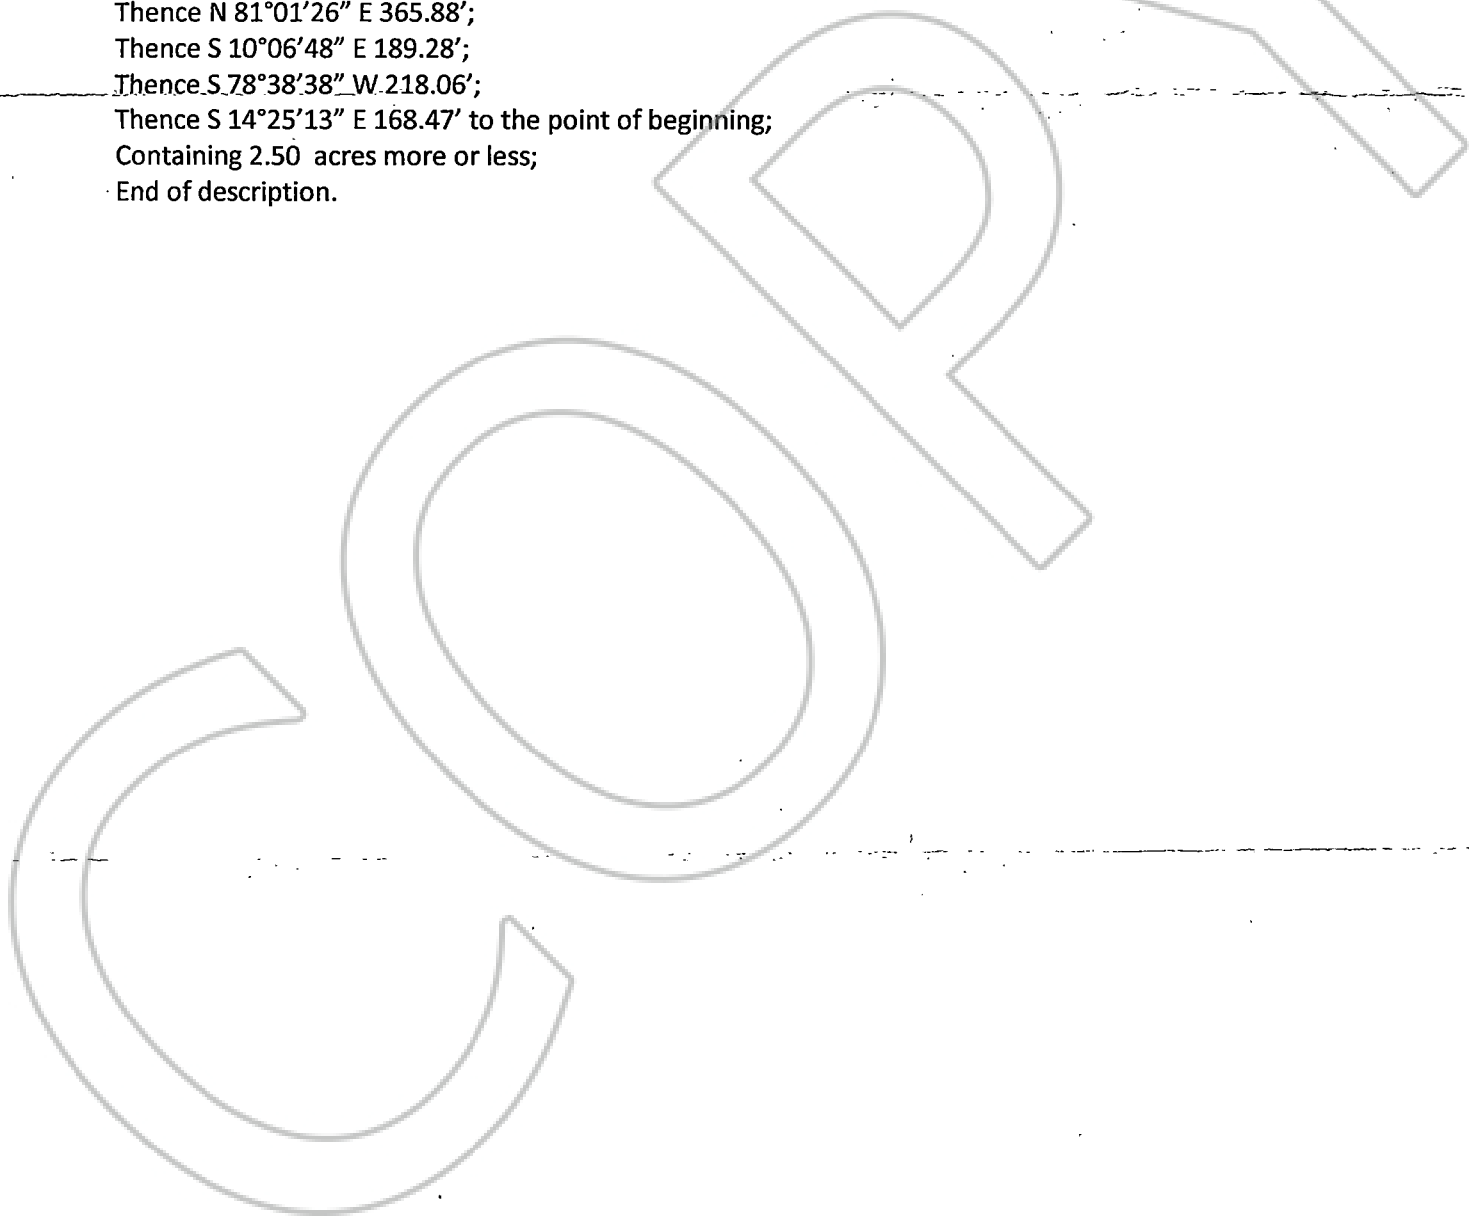 Thence N 81°01’26” E 365.88’;
Thence S 10°06’48” E 189.28’;
Thence S 78°38’38” W 218.06’;
Thence S 14°25’13” E 168.47’ to the point of beginning;
Containing 2.50 acres more or less;
End of description.
COPY